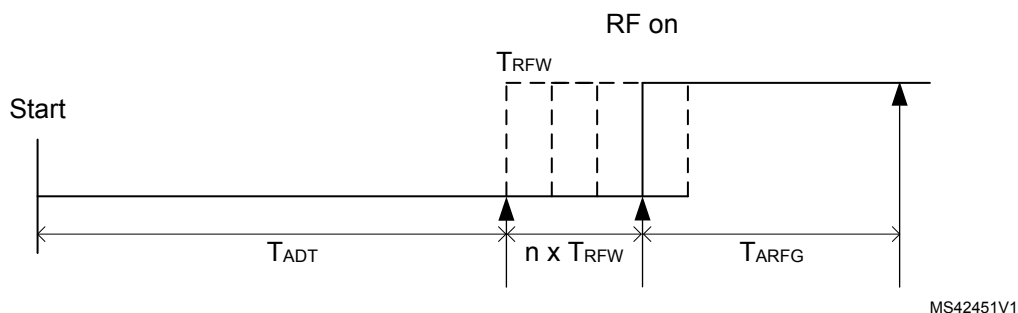 RF on
TRFW
Start
TADT
n x TRFW
TARFG
MS42451V1